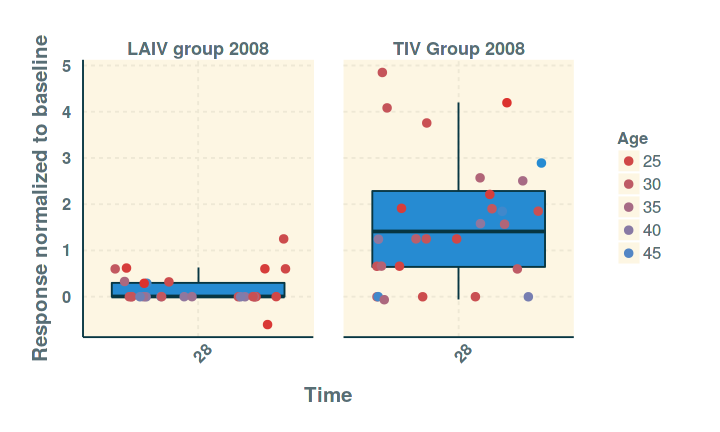 LAIV group 2008
TIV Group 2008
Response normalized to baseline
5
4
3
2
1
0
28
28
Time
Age
25
30
35
40
45